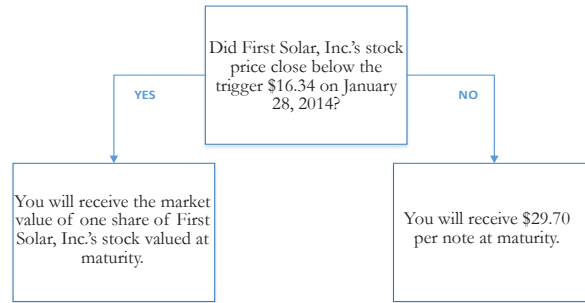 Did First Solar, Inc.'s stock
price close below the
trigger $16.34 on January
28, 2014?
YES
NO
You will receive the market
value of one share of First
Solar, Inc.'s stock valued at
maturity.
You will receive $29.70
per note at maturity.